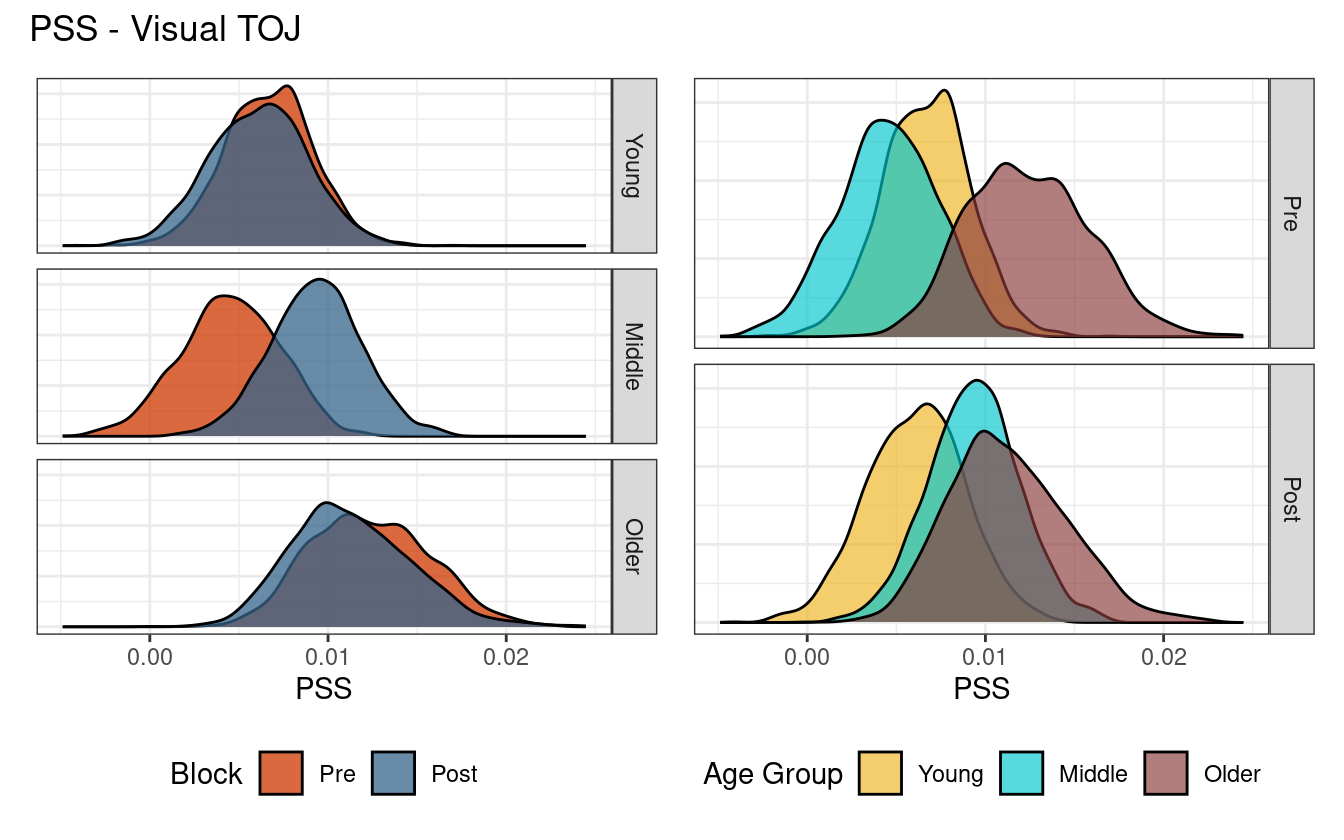 PSS - Visual TOJ
Young
Middle
Older
0.00 0.01 0.02
PSS
Block Pre Post
Pre
Post
0.00 0.01 0.02
PSS
Age Group Young Middle Older